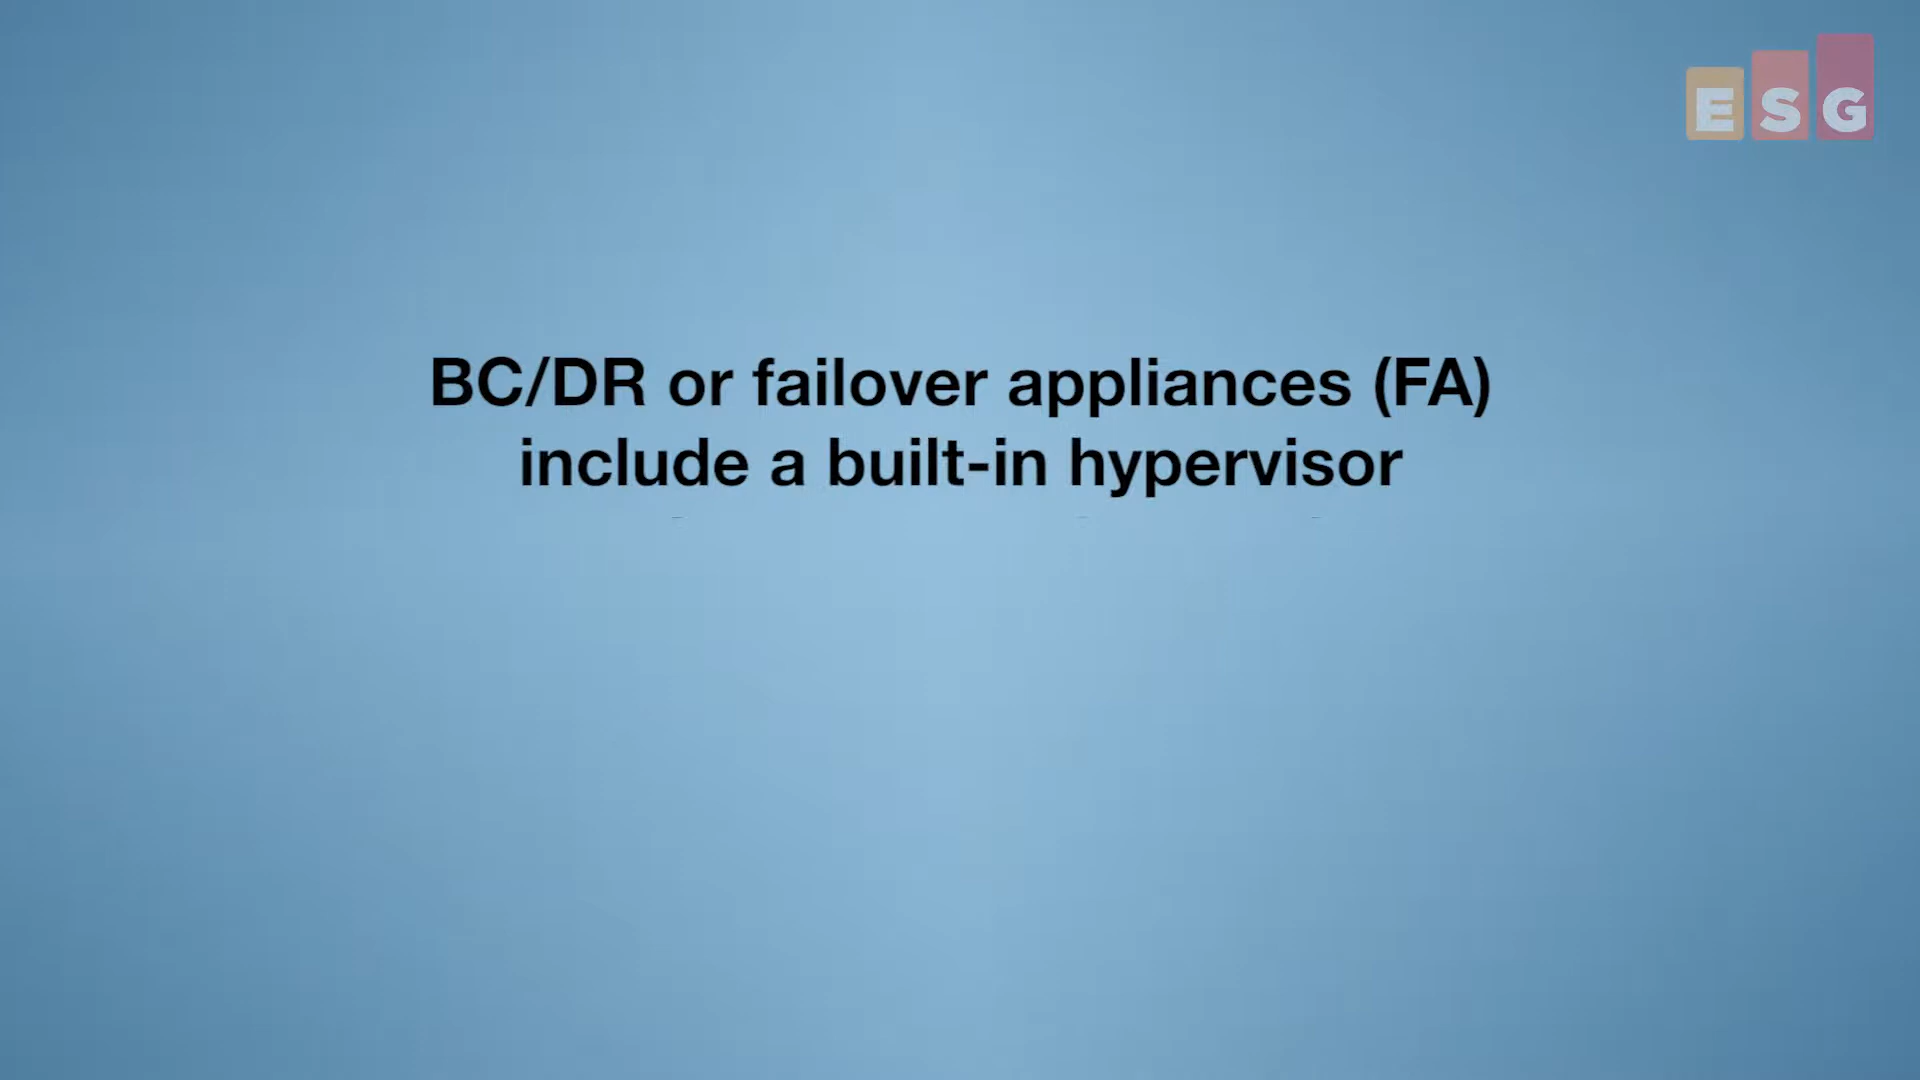 ESG
BC/DR or failover appliances (FA)
include a built-in hypervisor